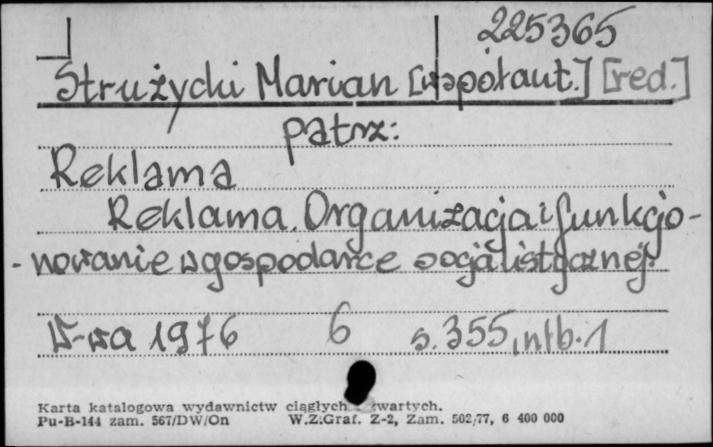 225365
Strużycki Marian [współaut.] [red.]
patrz:
Reklama
Reklama. Organizacja i funkcjo-
- nowanie w gospodarce socjalistycznej
W-wa 1976 6 s. 355, ntb. 1
Karta katalogowa wydawnictw ciągłych zwartych.
Pu-B-144 zam. 567/DW/On W.Z.Graf. Z-2, Zam. 502/77, 6 400 000